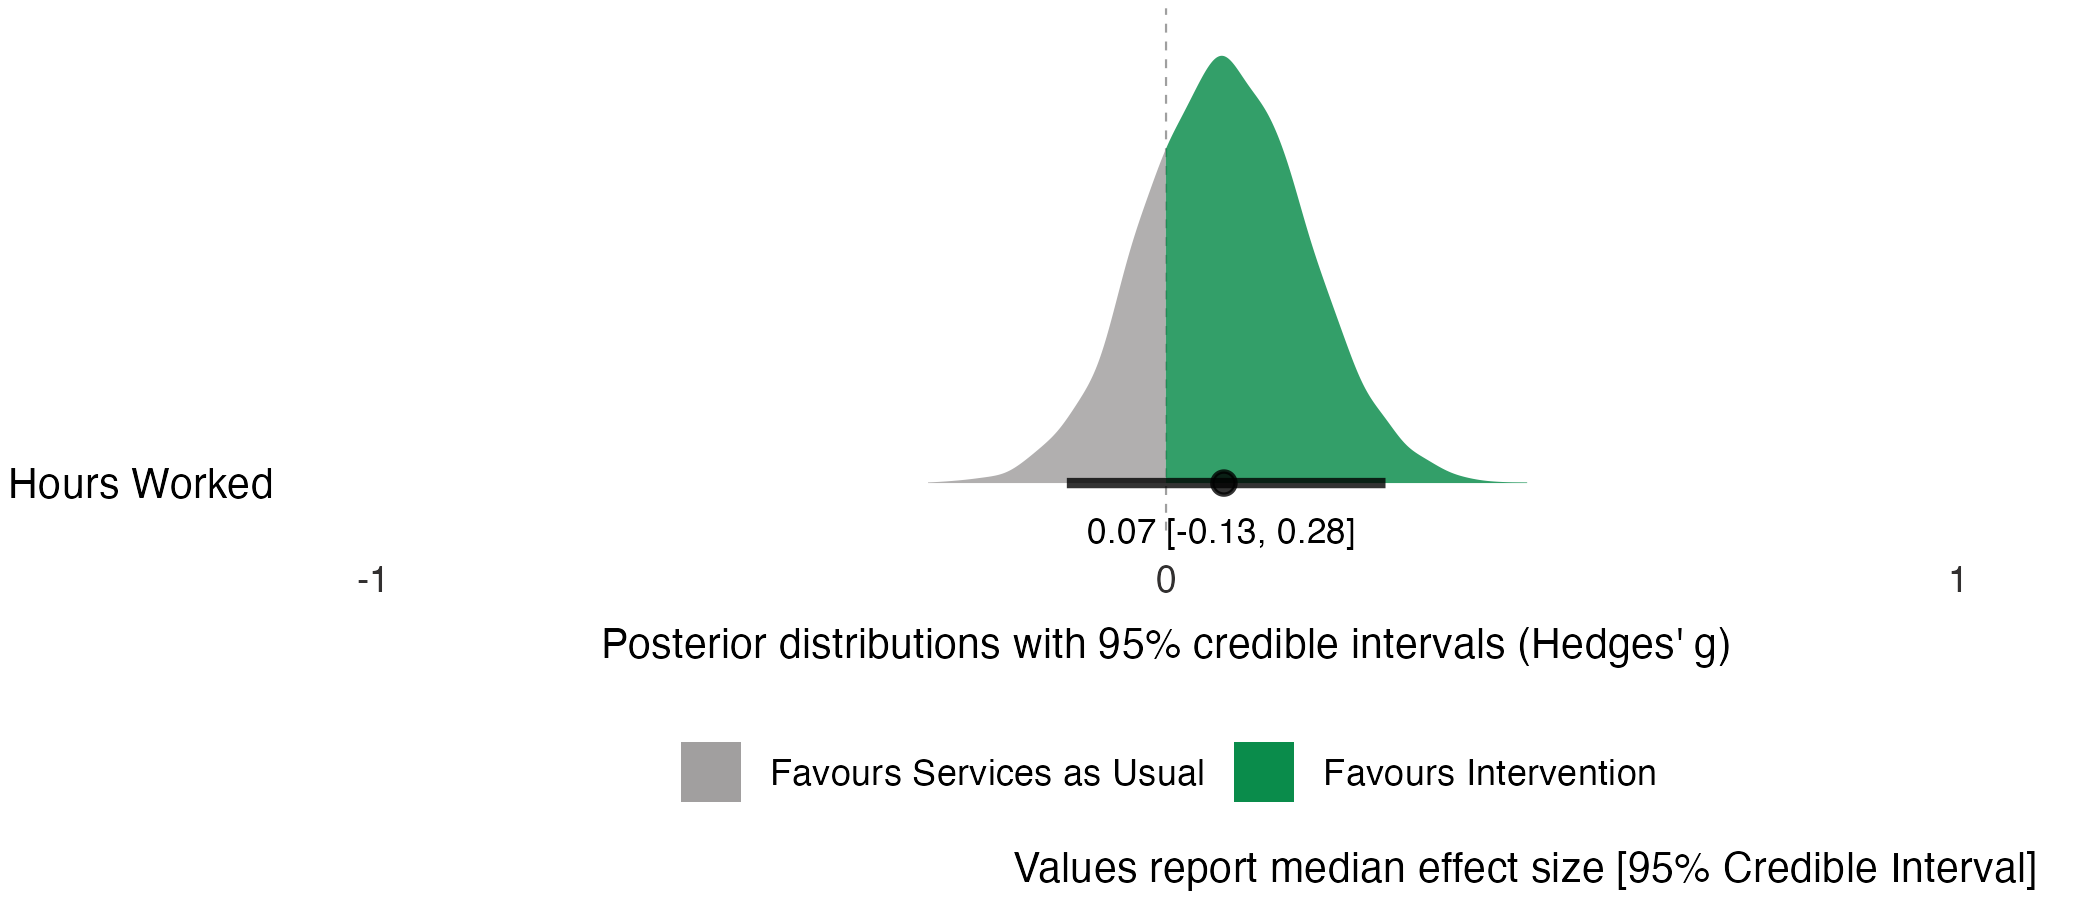 Hours Worked
0.07 [-0.13, 0.28]
-1 0 1
Posterior distributions with 95% credible intervals (Hedges' g)
Favours Services as Usual Favours Intervention
Values report median effect size [95% Credible Interval]